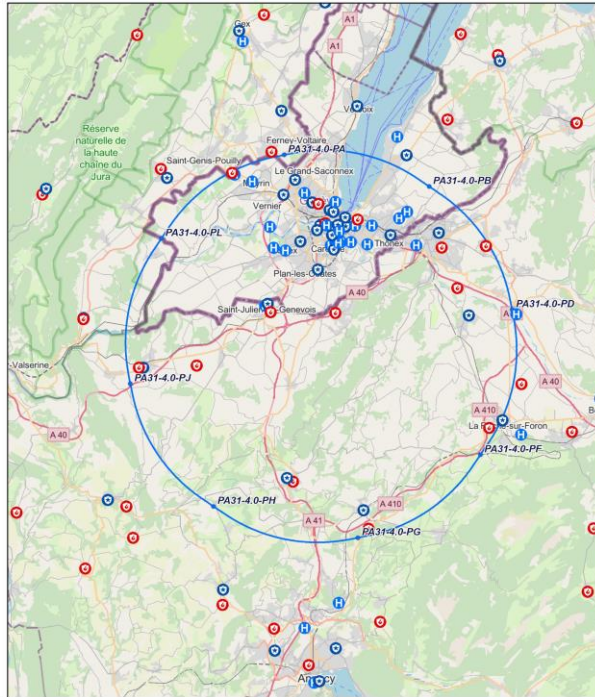 A1
Gex
A1
Versoix
Réserve
naturelle de
la haute
chaîne du
Jura
Ferney-Voltaire
PA31-4.0-PA
Saint-Genis-Pouilly
Le Grand-Saconnex
PA31-4.0-PB
Vernier
PA31-4.0-PL
Thônex
Plan-les-Ouates
A 40
Saint-Julien-en-Genevois
PA31-4.0-PD
Valserine
PA31-4.0-PJ
A 40
A 40
A 410
La Roche-sur-Foron
PA31-4.0-PF
PA31-4.0-PH
A 410
A 41
PA31-4.0-PG
Annecy